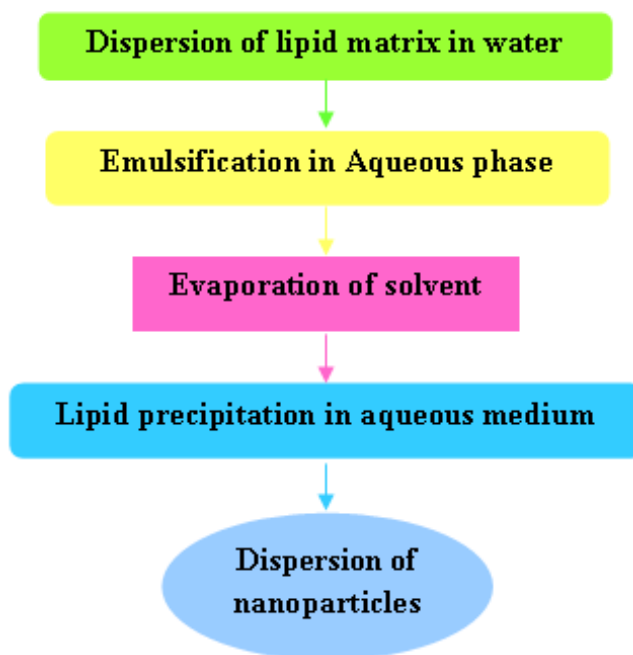 Dispersion of lipid matrix in water
Emulsification in Aqueous phase
Evaporation of solvent
Lipid precipitation in aqueous medium
Dispersion of
nanoparticles